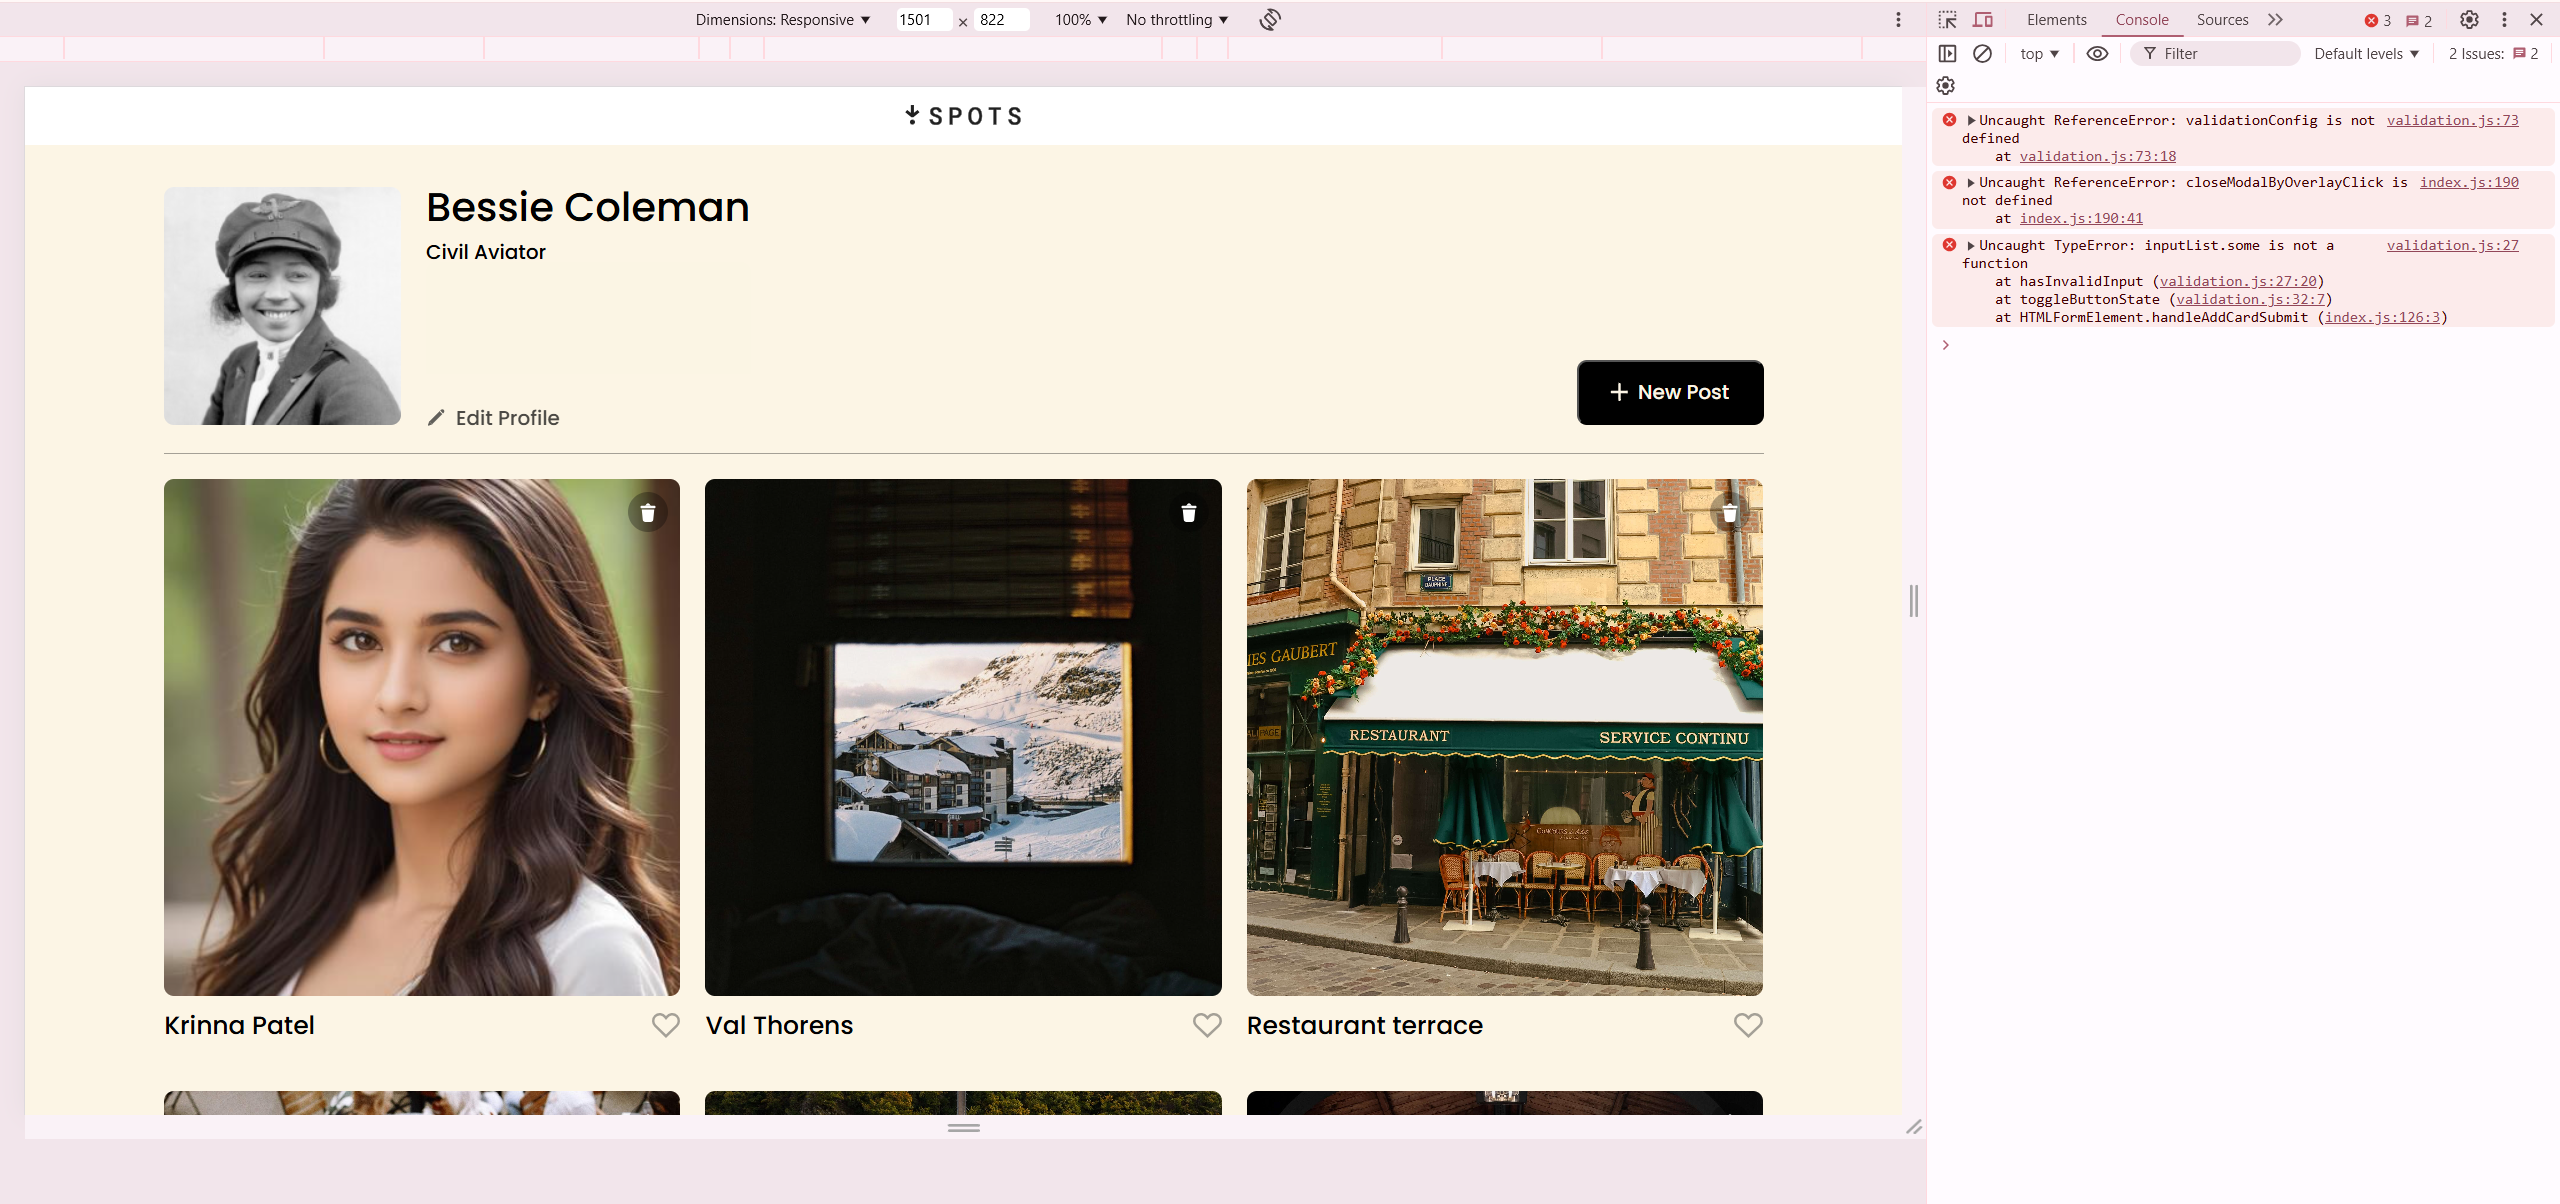 Dimensions: Responsive ▼ 1501 × 822 100% ▼ No throttling ▼
Elements Console Sources 3 2
top ▼ Filter Default levels ▼ 2 Issues: 2
SPOTS
Bessie Coleman
Civil Aviator
Edit Profile
+ New Post
PLACE
DAUPHINE
IES GAUBERT
RESTAURANT SERVICE CONTINU
Krinna Patel
Val Thorens
Restaurant terrace
Uncaught ReferenceError: validationConfig is not validation.js:73
defined
at validation.js:73:18
Uncaught ReferenceError: closeModalByOverlayClick is index.js:190
not defined
at index.js:190:41
Uncaught TypeError: inputList.some is not a validation.js:27
function
at hasInvalidInput (validation.js:27:20)
at toggleButtonState (validation.js:32:7)
at HTMLFormElement.handleAddCardSubmit (index.js:126:3)